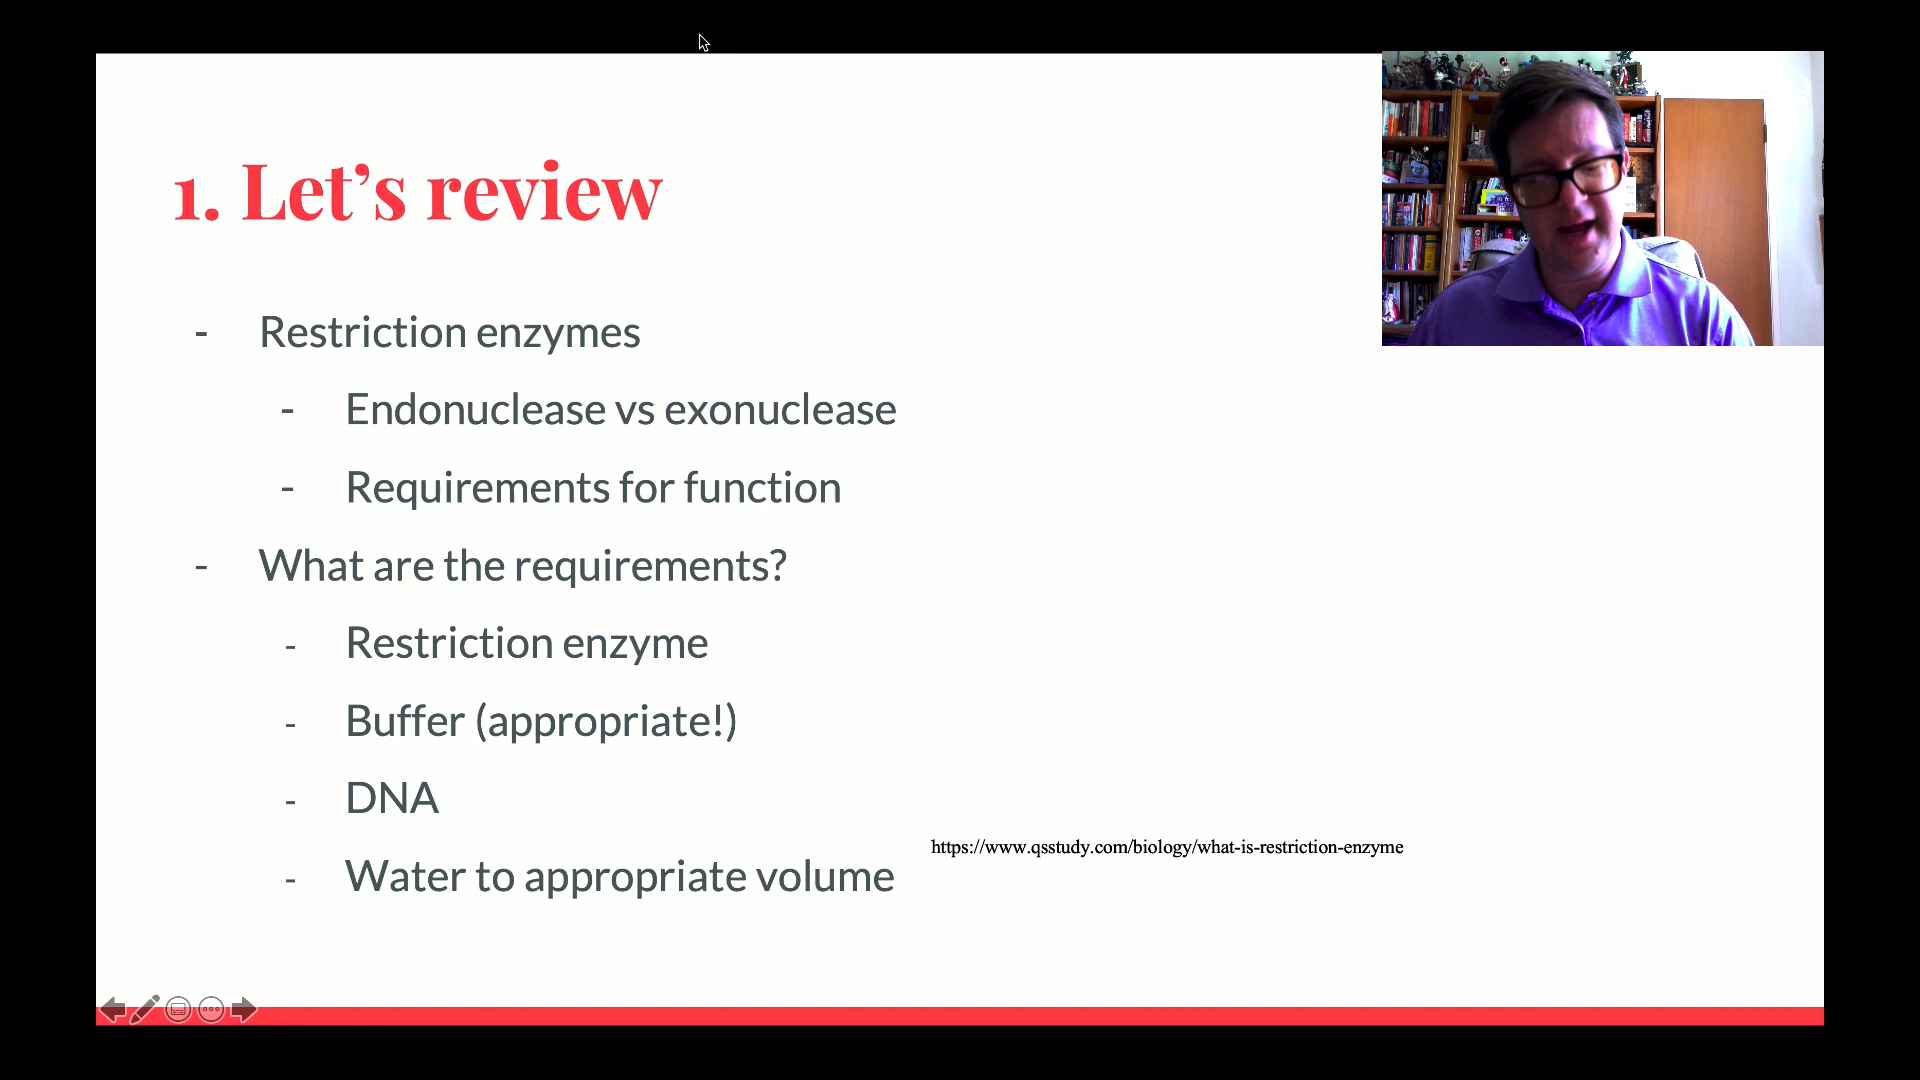 1. Let’s review
- Restriction enzymes
- Endonuclease vs exonuclease
- Requirements for function
- What are the requirements?
- Restriction enzyme
- Buffer (appropriate!)
- DNA
- Water to appropriate volume
https://www.qsstudy.com/biology/what-is-restriction-enzyme